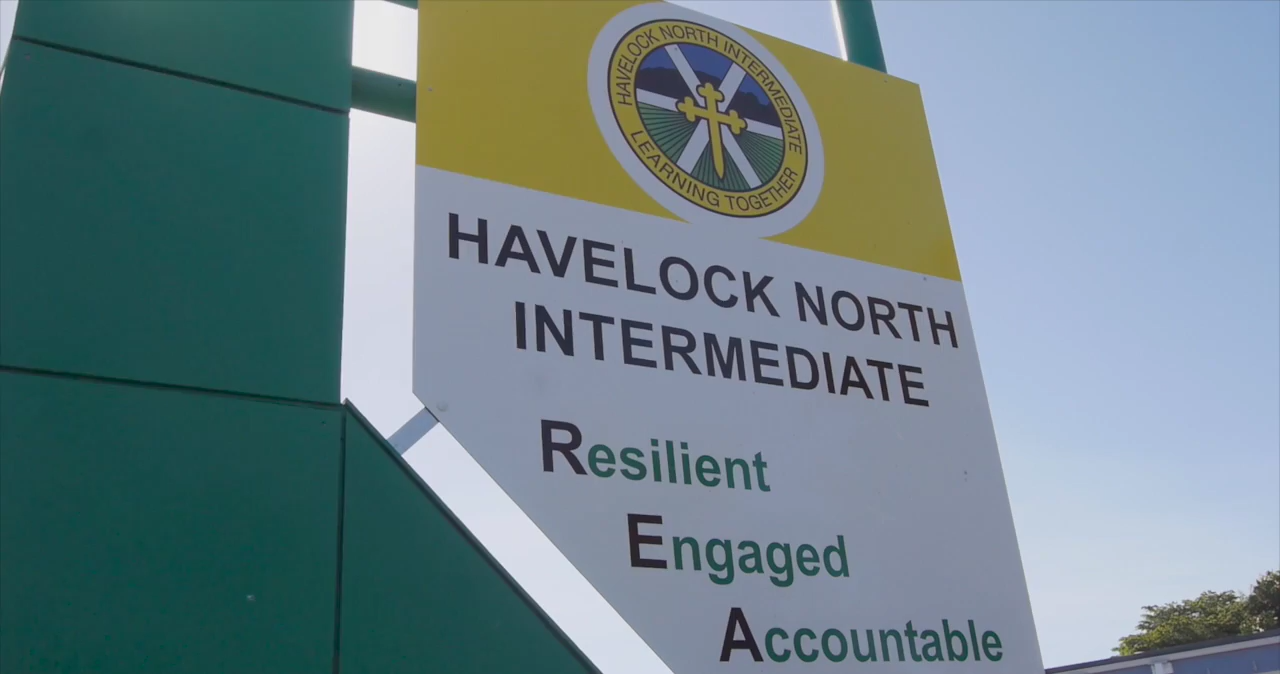 HAVELOCK NORTH INTERMEDIATE
LEARNING TOGETHER
HAVELOCK NORTH
INTERMEDIATE
Resilient
Engaged
Accountable